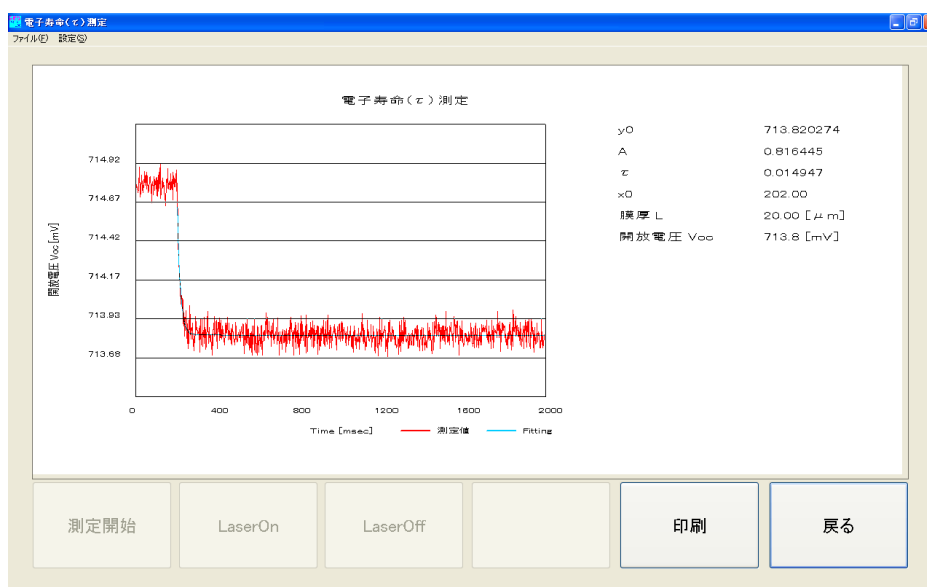 電子寿命(τ)測定
ファイル(F) 設定(S)
電子寿命(τ)測定
y0 713.820274
A 0.816445
τ 0.014947
x0 202.00
膜厚 L 20.00 [μm]
開放電圧 Voc 713.8 [mV]
714.92
714.67
714.42
714.17
713.93
713.68
開放電圧 Voc[mV]
0 400 800 1200 1600 2000
Time [msec] 測定値 Fitting
測定開始 LaserOn LaserOff 印刷 戻る